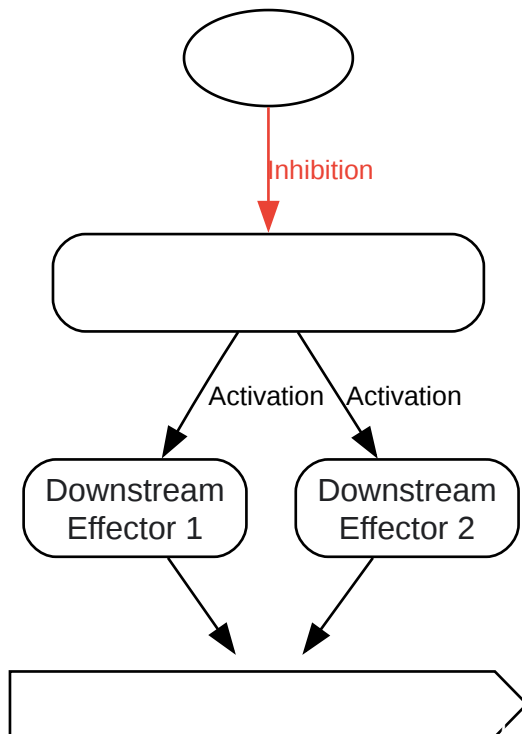 Inhibition
Activation
Activation
Downstream
Effector 1
Downstream
Effector 2